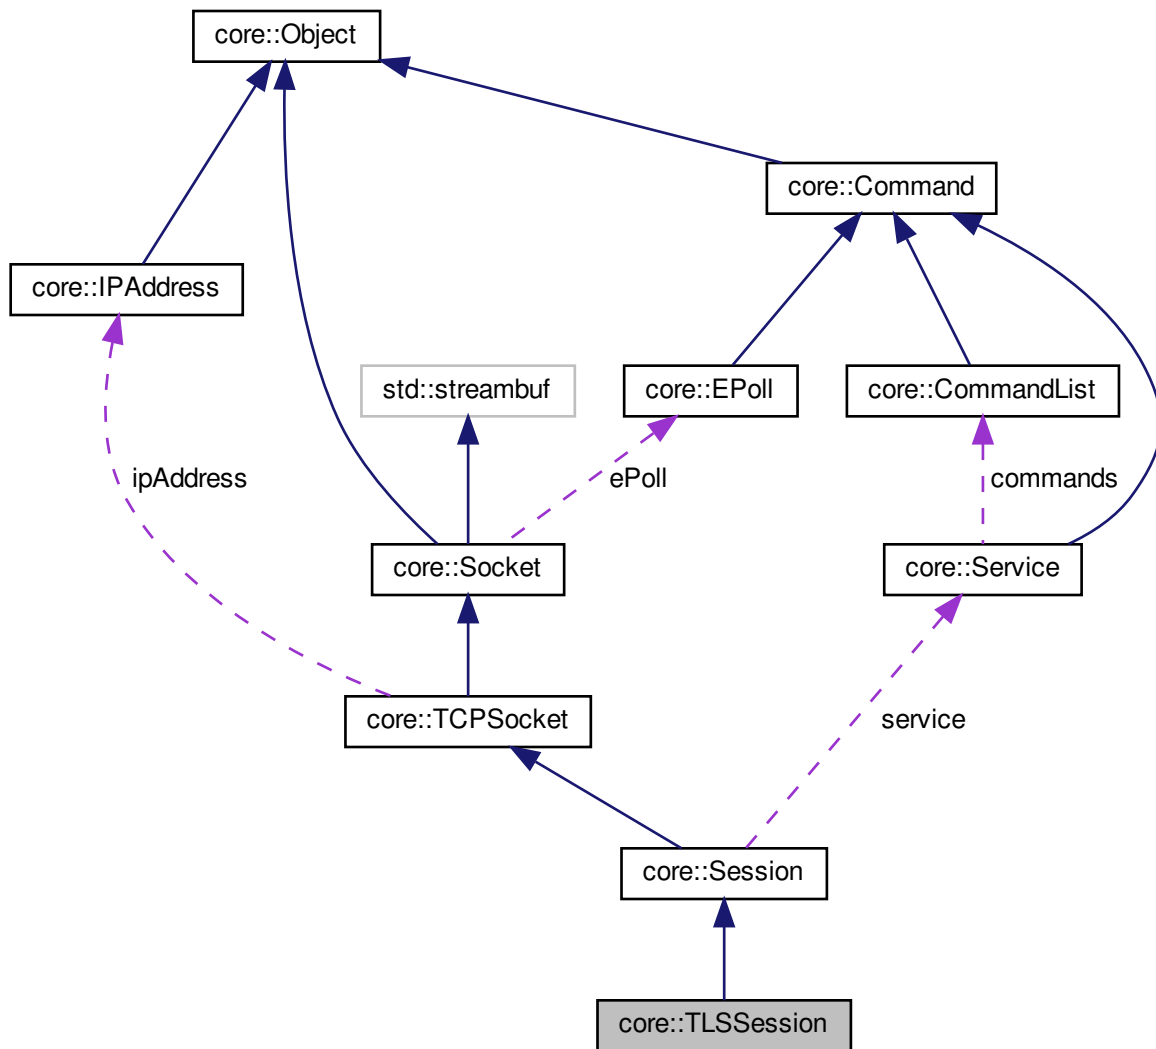 core::Object
core::Command
core::IPAddress
std::streambuf
core::EPoll
core::CommandList
ipAddress
ePoll
commands
core::Socket
core::Service
core::TCPSocket
service
core::Session
core::TLSSession